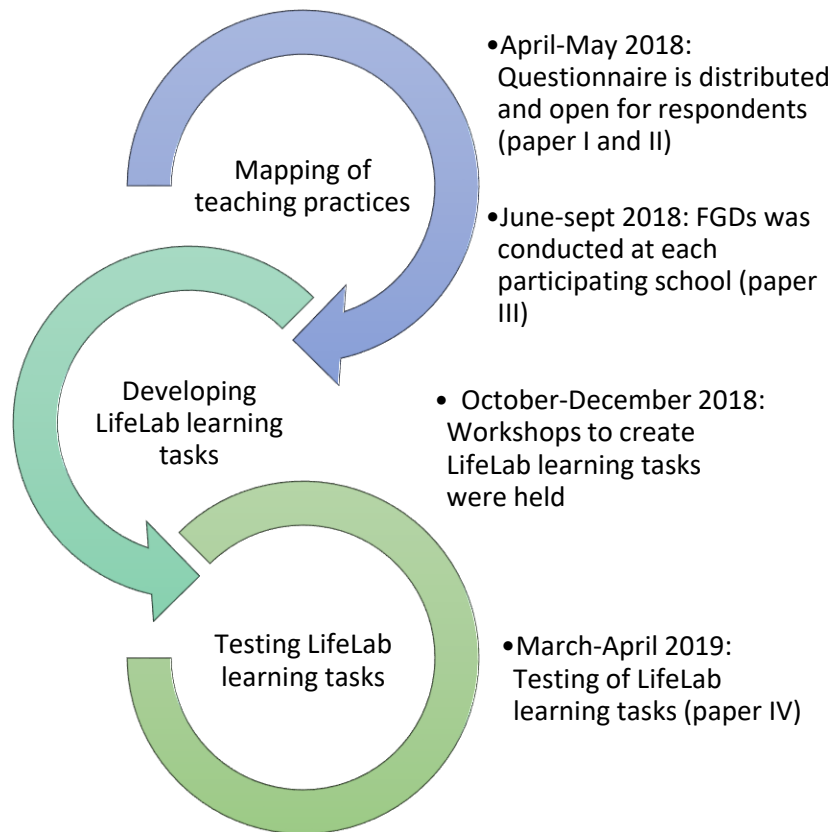 •April-May 2018:
Questionnaire is distributed
and open for respondents
(paper I and II)
Mapping of
teaching practices
•June-sept 2018: FGDs was
conducted at each
participating school (paper
III)
Developing
LifeLab learning
tasks
• October-December 2018:
Workshops to create
LifeLab learning tasks
were held
Testing LifeLab
learning tasks
•March-April 2019:
Testing of LifeLab
learning tasks (paper IV)